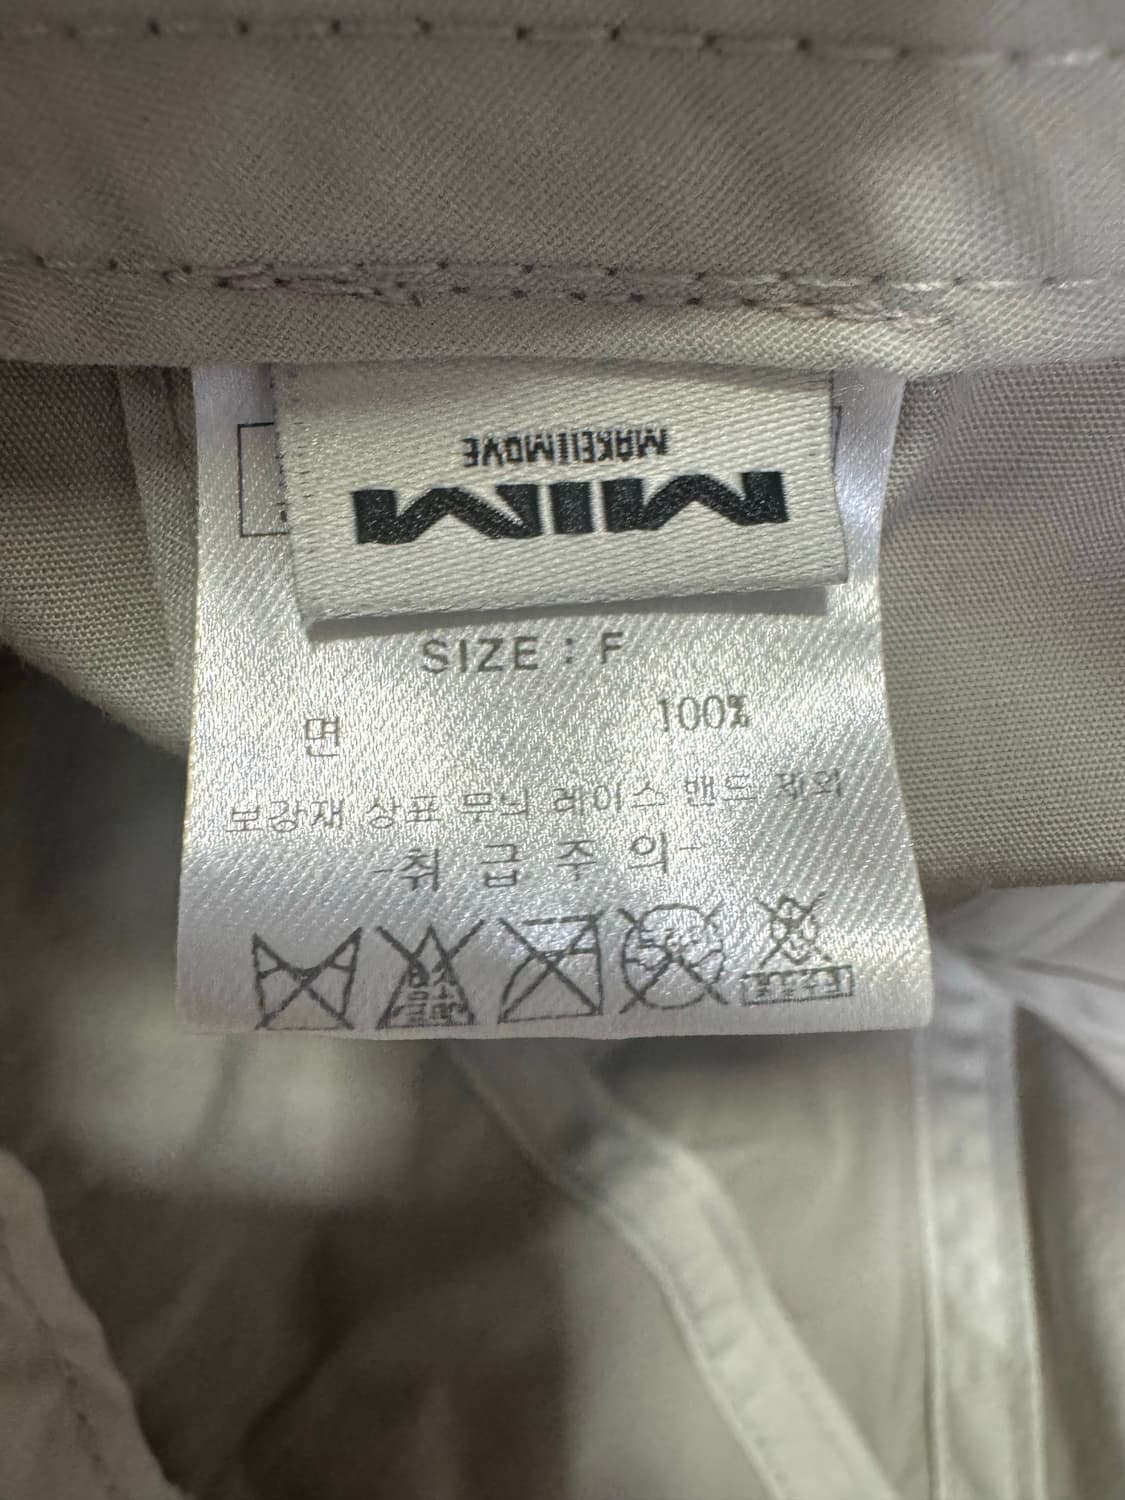 MIM
MAKEITMOVE
SIZE : F
면 100%
보강재 상표 무늬 레이스 밴드 제외
-취급주의-